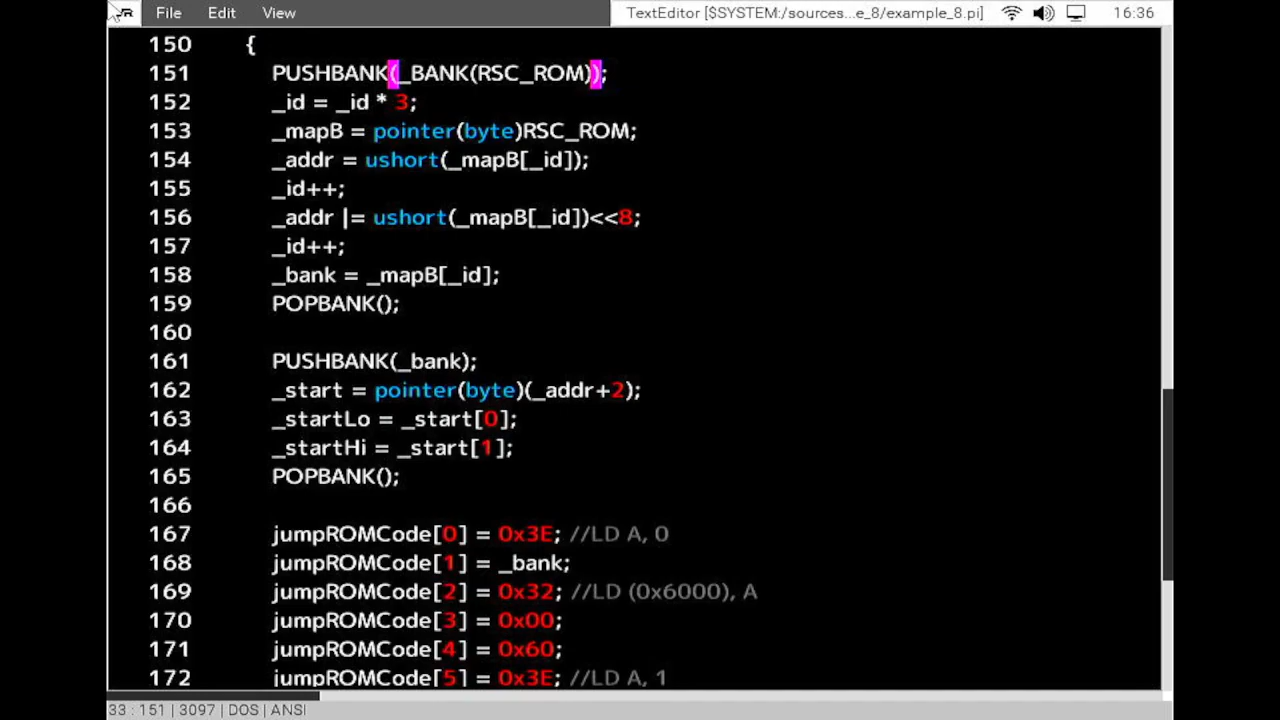 File Edit View TextEditor [$SYSTEM:/sources...e_8/example_8.pi] 16:36
150 {
151 PUSHBANK(_BANK(RSC_ROM));
152 _id = _id * 3;
153 _mapB = pointer(byte)RSC_ROM;
154 _addr = ushort(_mapB[_id]);
155 _id++;
156 _addr |= ushort(_mapB[_id])<<8;
157 _id++;
158 _bank = _mapB[_id];
159 POPBANK();
160
161 PUSHBANK(_bank);
162 _start = pointer(byte)(_addr+2);
163 _startLo = _start[0];
164 _startHi = _start[1];
165 POPBANK();
166
167 jumpROMCode[0] = 0x3E; //LD A, 0
168 jumpROMCode[1] = _bank;
169 jumpROMCode[2] = 0x32; //LD (0x6000), A
170 jumpROMCode[3] = 0x00;
171 jumpROMCode[4] = 0x60;
172 jumpROMCode[5] = 0x3E; //LD A, 1
33 : 151 | 3097 | DOS | ANSI